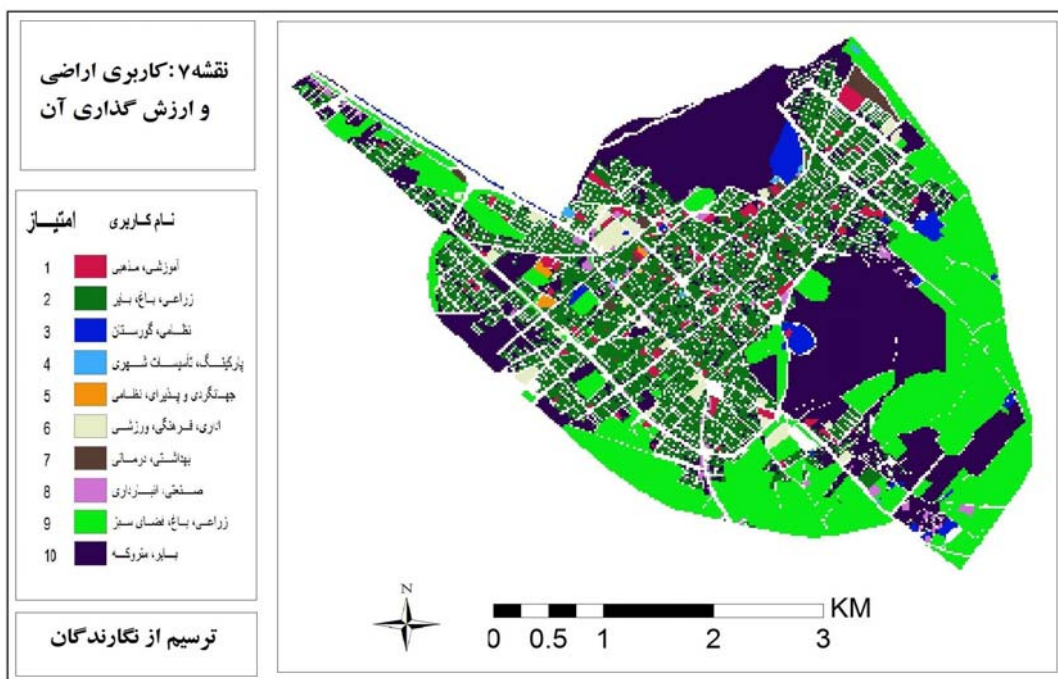 نقشه۷: کاربری اراضی
و ارزش گذاری آن
امتیاز نام کاربری
1 آموزشی، مذهبی
2 زراعی، باغ، بایر
3 نظامی، گورستان
4 پارکینگ، تأسیسات شهری
5 جهانگردی و پذیرای، نظامی
6 اداری، فرهنگی، ورزشی
7 بهداشتی، درمانی
8 صنعتی، انبارداری
9 زراعی، باغ، فضای سبز
10 بایر، متروکه
ترسیم از نگارندگان
N
KM
0 0.5 1 2 3